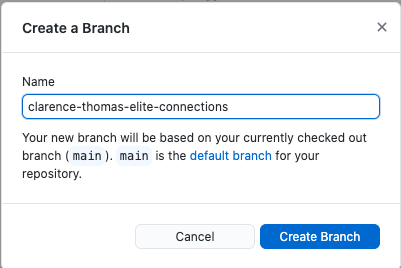 Create a Branch
Name
clarence-thomas-elite-connections
Your new branch will be based on your currently checked out
branch (main). main is the default branch for your
repository.
Cancel
Create Branch